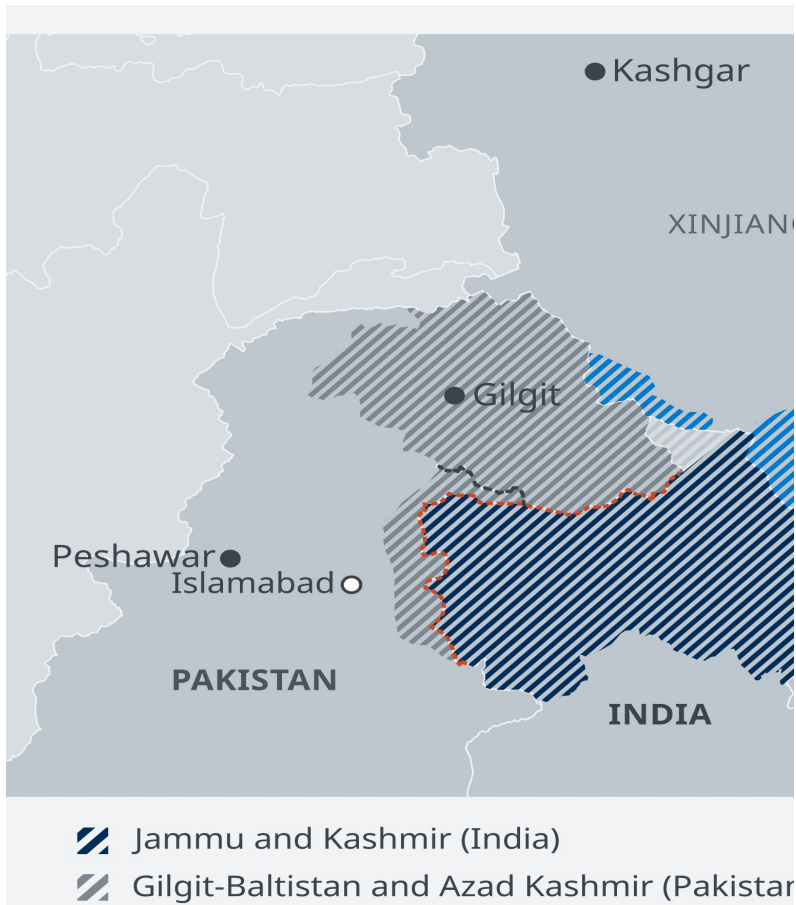 Kashgar
XINJIANG
Gilgit
Peshawar
Islamabad
PAKISTAN
INDIA
Jammu and Kashmir (India)
Gilgit-Baltistan and Azad Kashmir (Pakistan